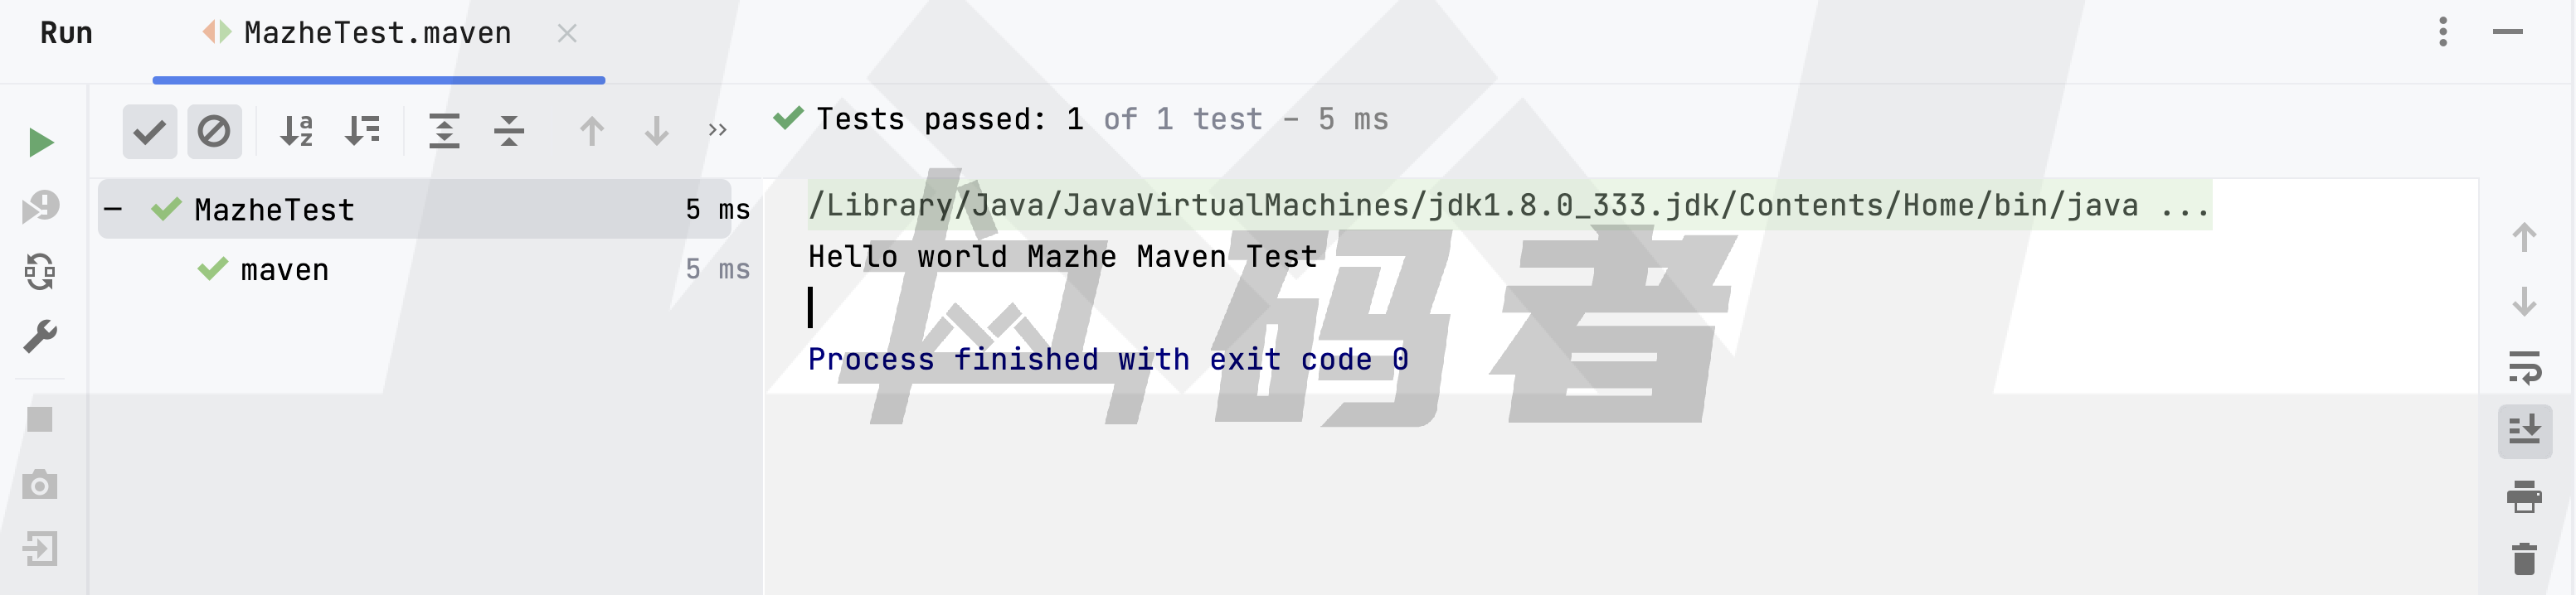 Run MazheTest.maven
Tests passed: 1 of 1 test – 5 ms
MazheTest 5 ms
maven 5 ms
/Library/Java/JavaVirtualMachines/jdk1.8.0_333.jdk/Contents/Home/bin/java ...
Hello world Mazhe Maven Test
Process finished with exit code 0
码者